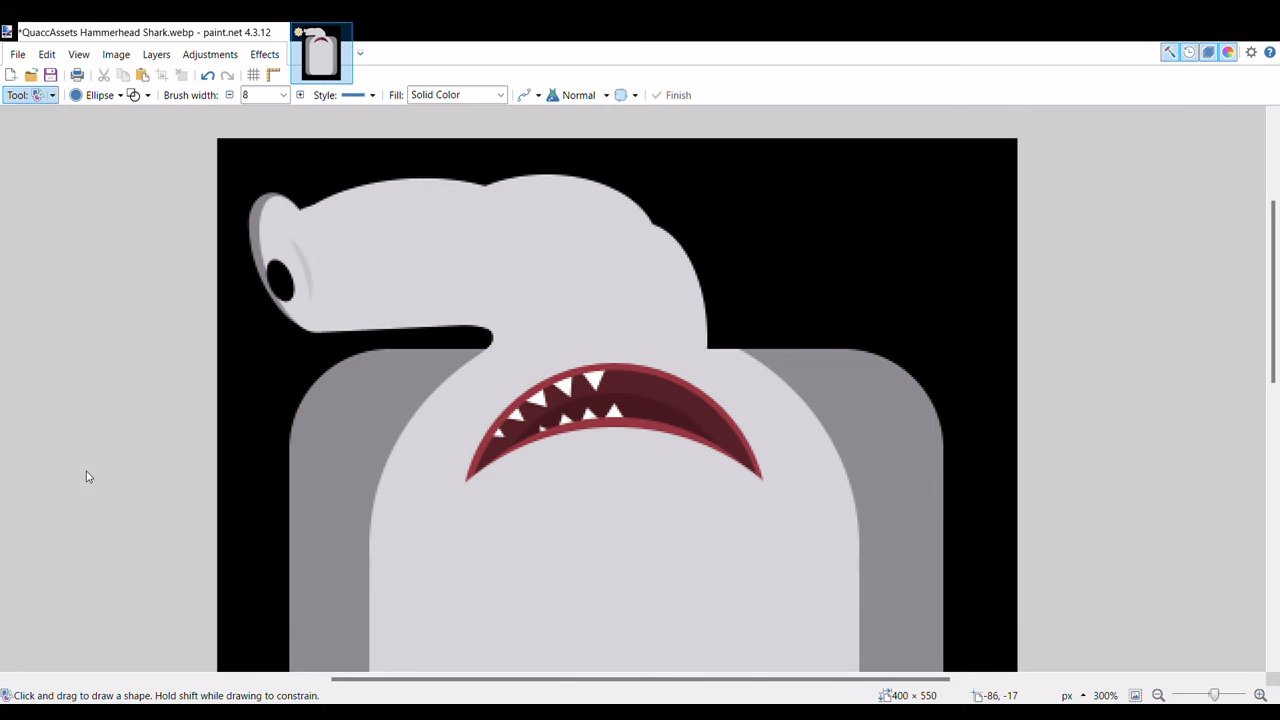 *QuaccAssets Hammerhead Shark.webp - paint.net 4.3.12
File Edit View Image Layers Adjustments Effects
Tool: Ellipse Brush width: 8 Style: Fill: Solid Color Normal Finish
Click and drag to draw a shape. Hold shift while drawing to constrain. 400 × 550 -86, -17 px 300%